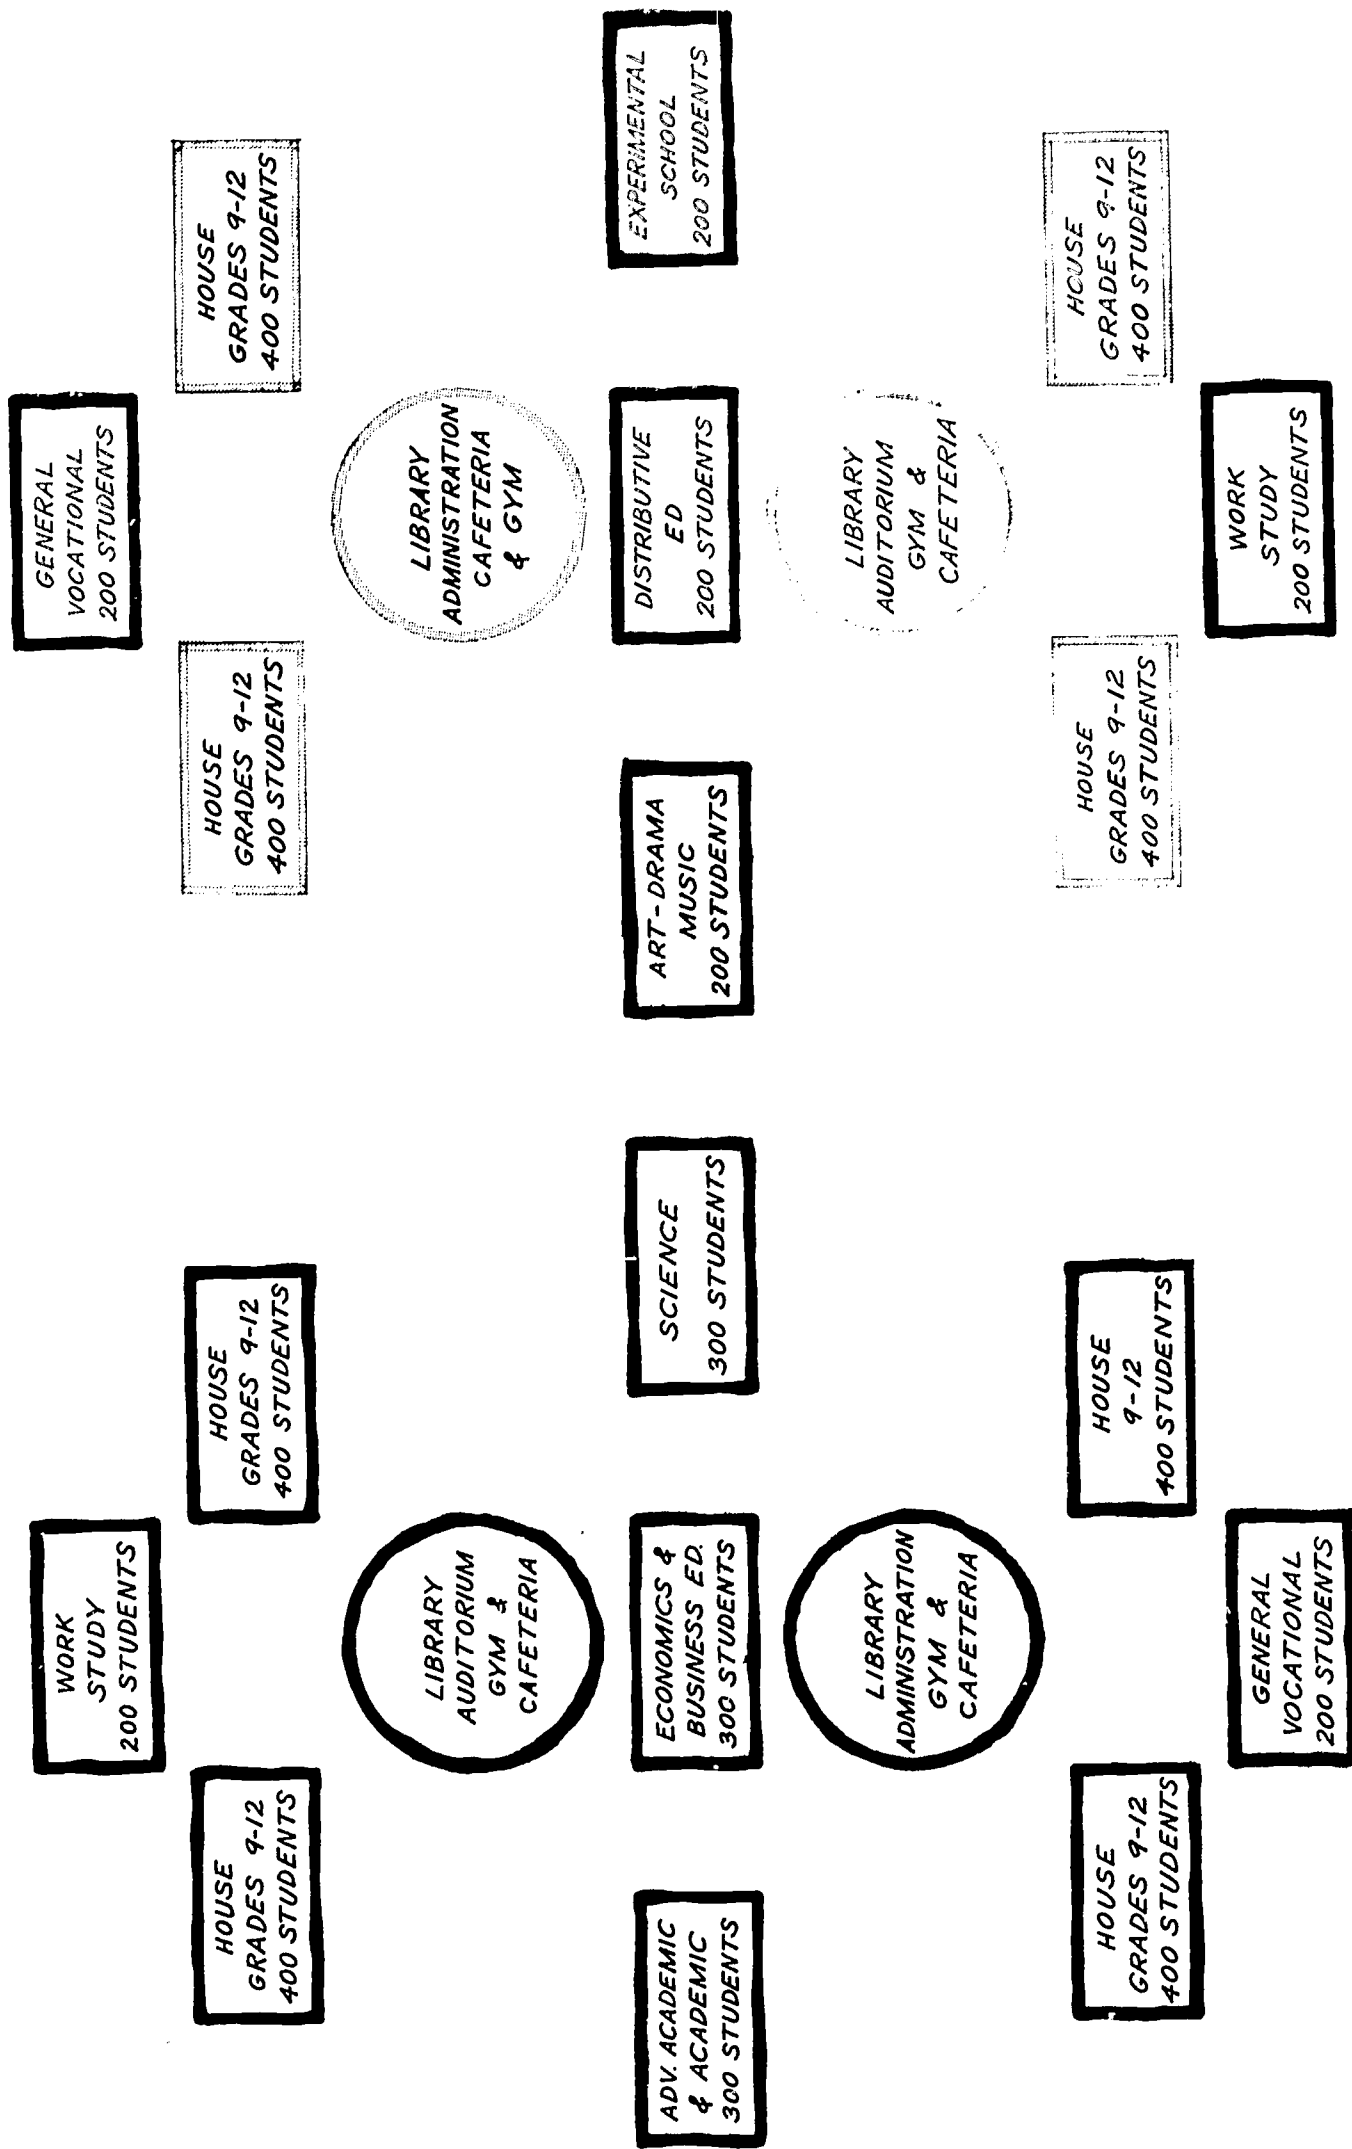 WORK
STUDY
200 STUDENTS
GENERAL
VOCATIONAL
200 STUDENTS
HOUSE
GRADES 9-12
400 STUDENTS
HOUSE
GRADES 9-12
400 STUDENTS
HOUSE
GRADES 9-12
400 STUDENTS
HOUSE
GRADES 9-12
400 STUDENTS
LIBRARY
AUDITORIUM
GYM &
CAFETERIA
LIBRARY
ADMINISTRATION
CAFETERIA
& GYM
ADV. ACADEMIC
& ACADEMIC
300 STUDENTS
ECONOMICS &
BUSINESS ED.
300 STUDENTS
SCIENCE
300 STUDENTS
ART-DRAMA
MUSIC
200 STUDENTS
DISTRIBUTIVE
ED
200 STUDENTS
EXPERIMENTAL
SCHOOL
200 STUDENTS
LIBRARY
ADMINISTRATION
GYM &
CAFETERIA
LIBRARY
AUDITORIUM
GYM &
CAFETERIA
HOUSE
GRADES 9-12
400 STUDENTS
HOUSE
9-12
400 STUDENTS
HOUSE
GRADES 9-12
400 STUDENTS
HOUSE
GRADES 9-12
400 STUDENTS
GENERAL
VOCATIONAL
200 STUDENTS
WORK
STUDY
200 STUDENTS